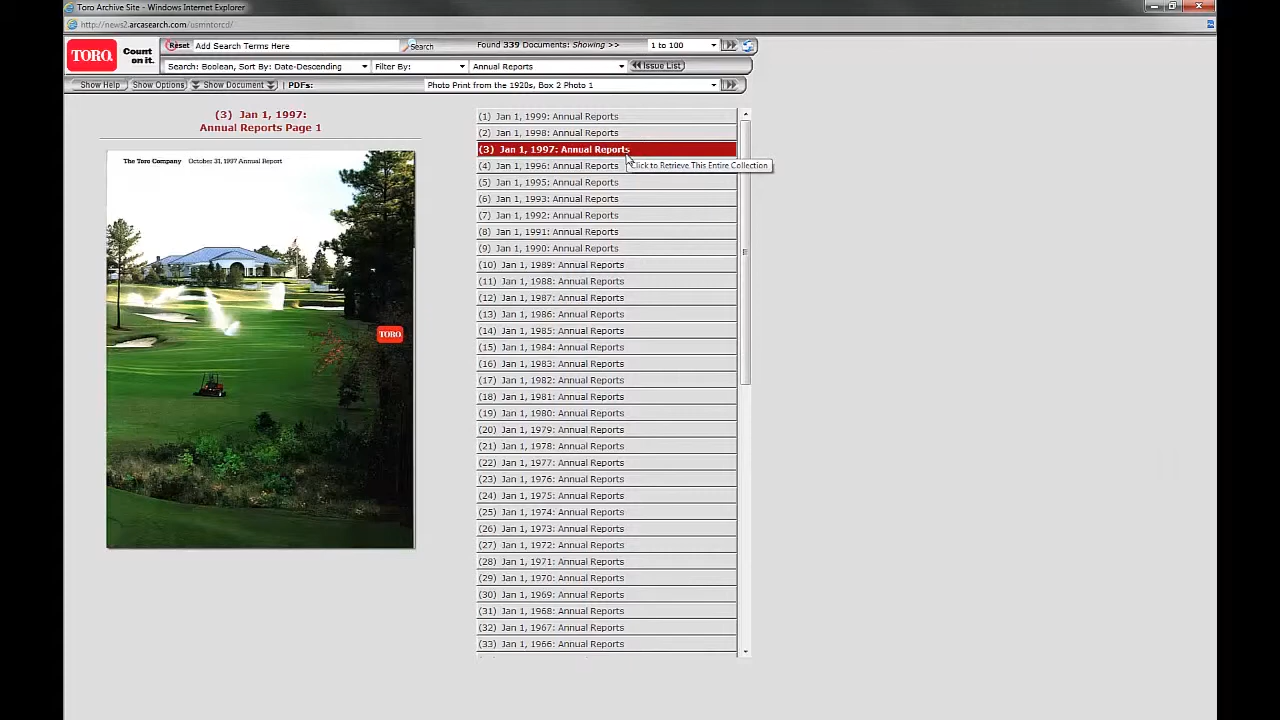 Toro Archive Site - Windows Internet Explorer
http://news2.arcasearch.com/usmntorcd/
TORO.
Count on it.
Reset
Add Search Terms Here
Search
Found 339 Documents: Showing >>
1 to 100
Search: Boolean, Sort By: Date-Descending
Filter By:
Annual Reports
Issue List
Show Help
Show Options
Show Document
PDFs:
Photo Print from the 1920s, Box 2 Photo 1
(3) Jan 1, 1997:
Annual Reports Page 1
The Toro Company October 31, 1997 Annual Report
TORO.
(1) Jan 1, 1999: Annual Reports
(2) Jan 1, 1998: Annual Reports
(3) Jan 1, 1997: Annual Reports
Click to Retrieve This Entire Collection
(4) Jan 1, 1996: Annual Reports
(5) Jan 1, 1995: Annual Reports
(6) Jan 1, 1993: Annual Reports
(7) Jan 1, 1992: Annual Reports
(8) Jan 1, 1991: Annual Reports
(9) Jan 1, 1990: Annual Reports
(10) Jan 1, 1989: Annual Reports
(11) Jan 1, 1988: Annual Reports
(12) Jan 1, 1987: Annual Reports
(13) Jan 1, 1986: Annual Reports
(14) Jan 1, 1985: Annual Reports
(15) Jan 1, 1984: Annual Reports
(16) Jan 1, 1983: Annual Reports
(17) Jan 1, 1982: Annual Reports
(18) Jan 1, 1981: Annual Reports
(19) Jan 1, 1980: Annual Reports
(20) Jan 1, 1979: Annual Reports
(21) Jan 1, 1978: Annual Reports
(22) Jan 1, 1977: Annual Reports
(23) Jan 1, 1976: Annual Reports
(24) Jan 1, 1975: Annual Reports
(25) Jan 1, 1974: Annual Reports
(26) Jan 1, 1973: Annual Reports
(27) Jan 1, 1972: Annual Reports
(28) Jan 1, 1971: Annual Reports
(29) Jan 1, 1970: Annual Reports
(30) Jan 1, 1969: Annual Reports
(31) Jan 1, 1968: Annual Reports
(32) Jan 1, 1967: Annual Reports
(33) Jan 1, 1966: Annual Reports